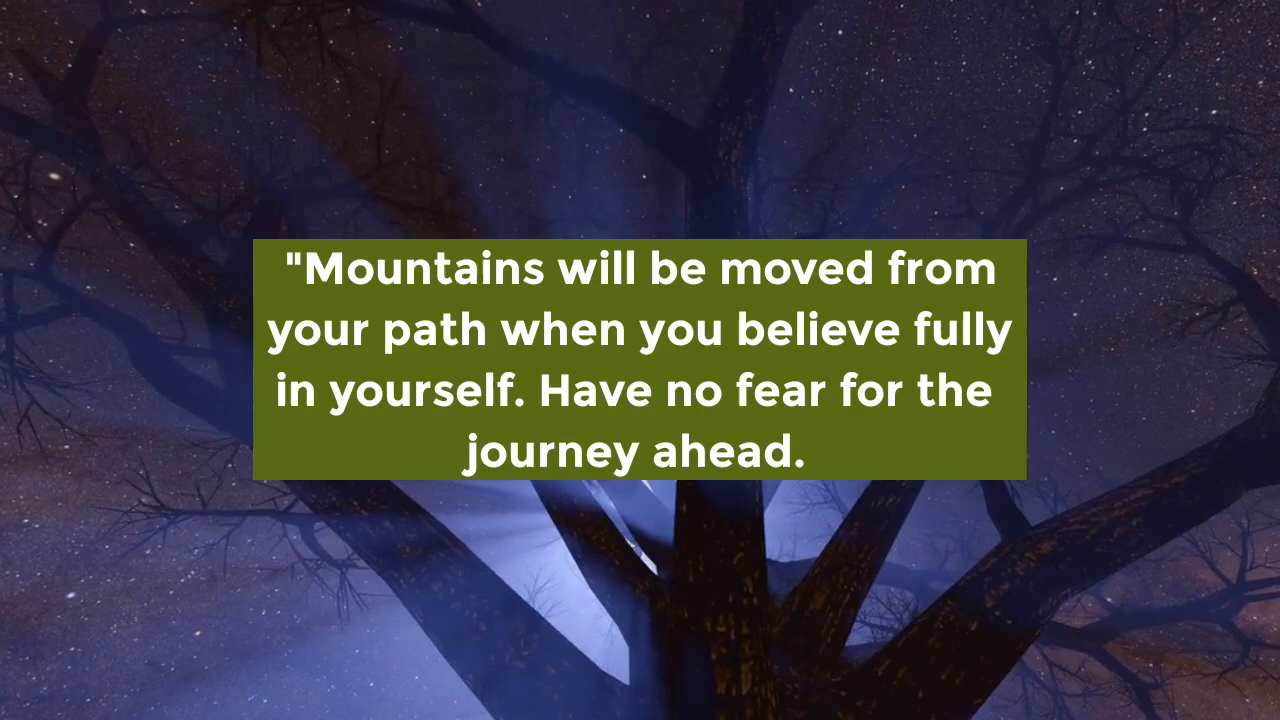 "Mountains will be moved from
your path when you believe fully
in yourself. Have no fear for the
journey ahead.